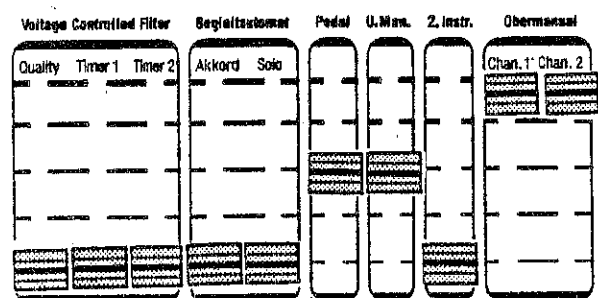 Voltage Controlled Filter Begleitautomat Pedal U. Man. 2. Instr. Obermanual
Quality Timer 1 Timer 2 Akkord Solo Chan. 1 Chan. 2